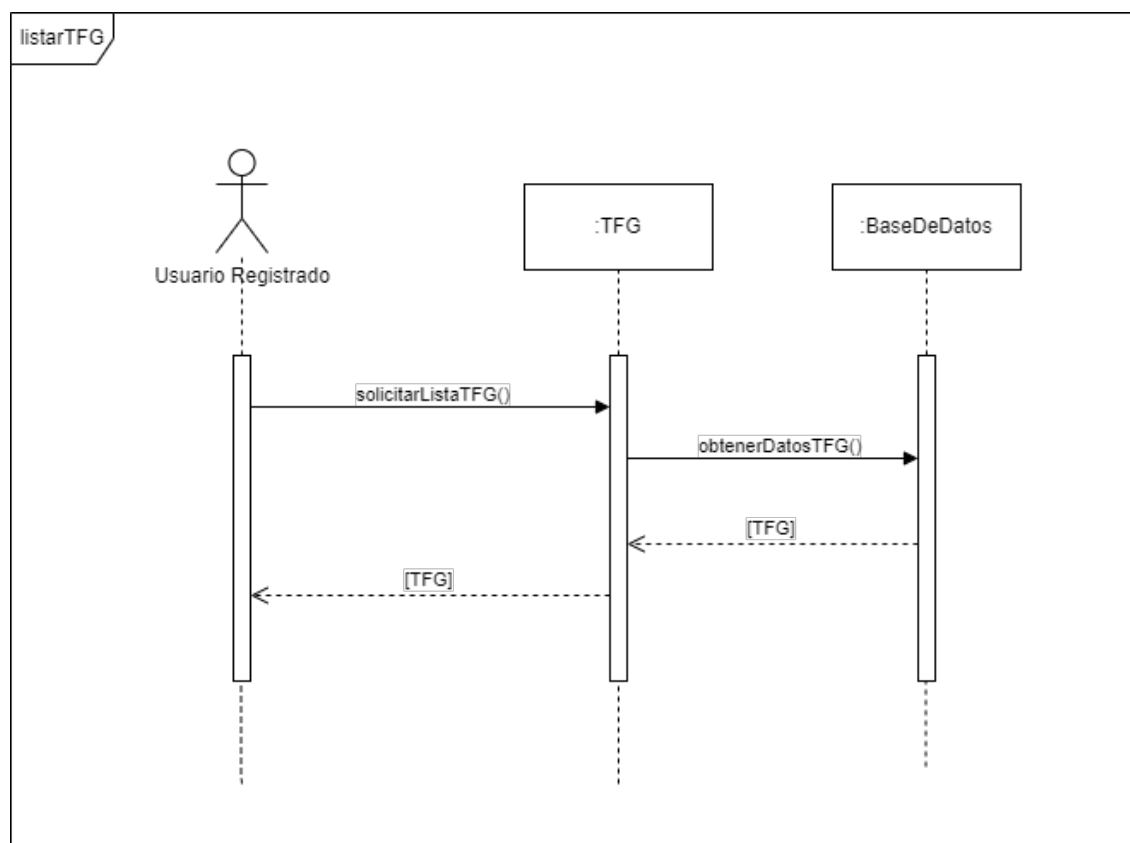 listarTFG
Usuario Registrado
:TFG
:BaseDeDatos
solicitarListaTFG()
obtenerDatosTFG()
[TFG]
[TFG]